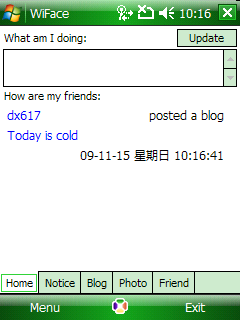 WiFace 10:16
What am I doing: Update
How are my friends:
dx617 posted a blog
Today is cold
09-11-15 星期日 10:16:41
Home Notice Blog Photo Friend
Menu Exit